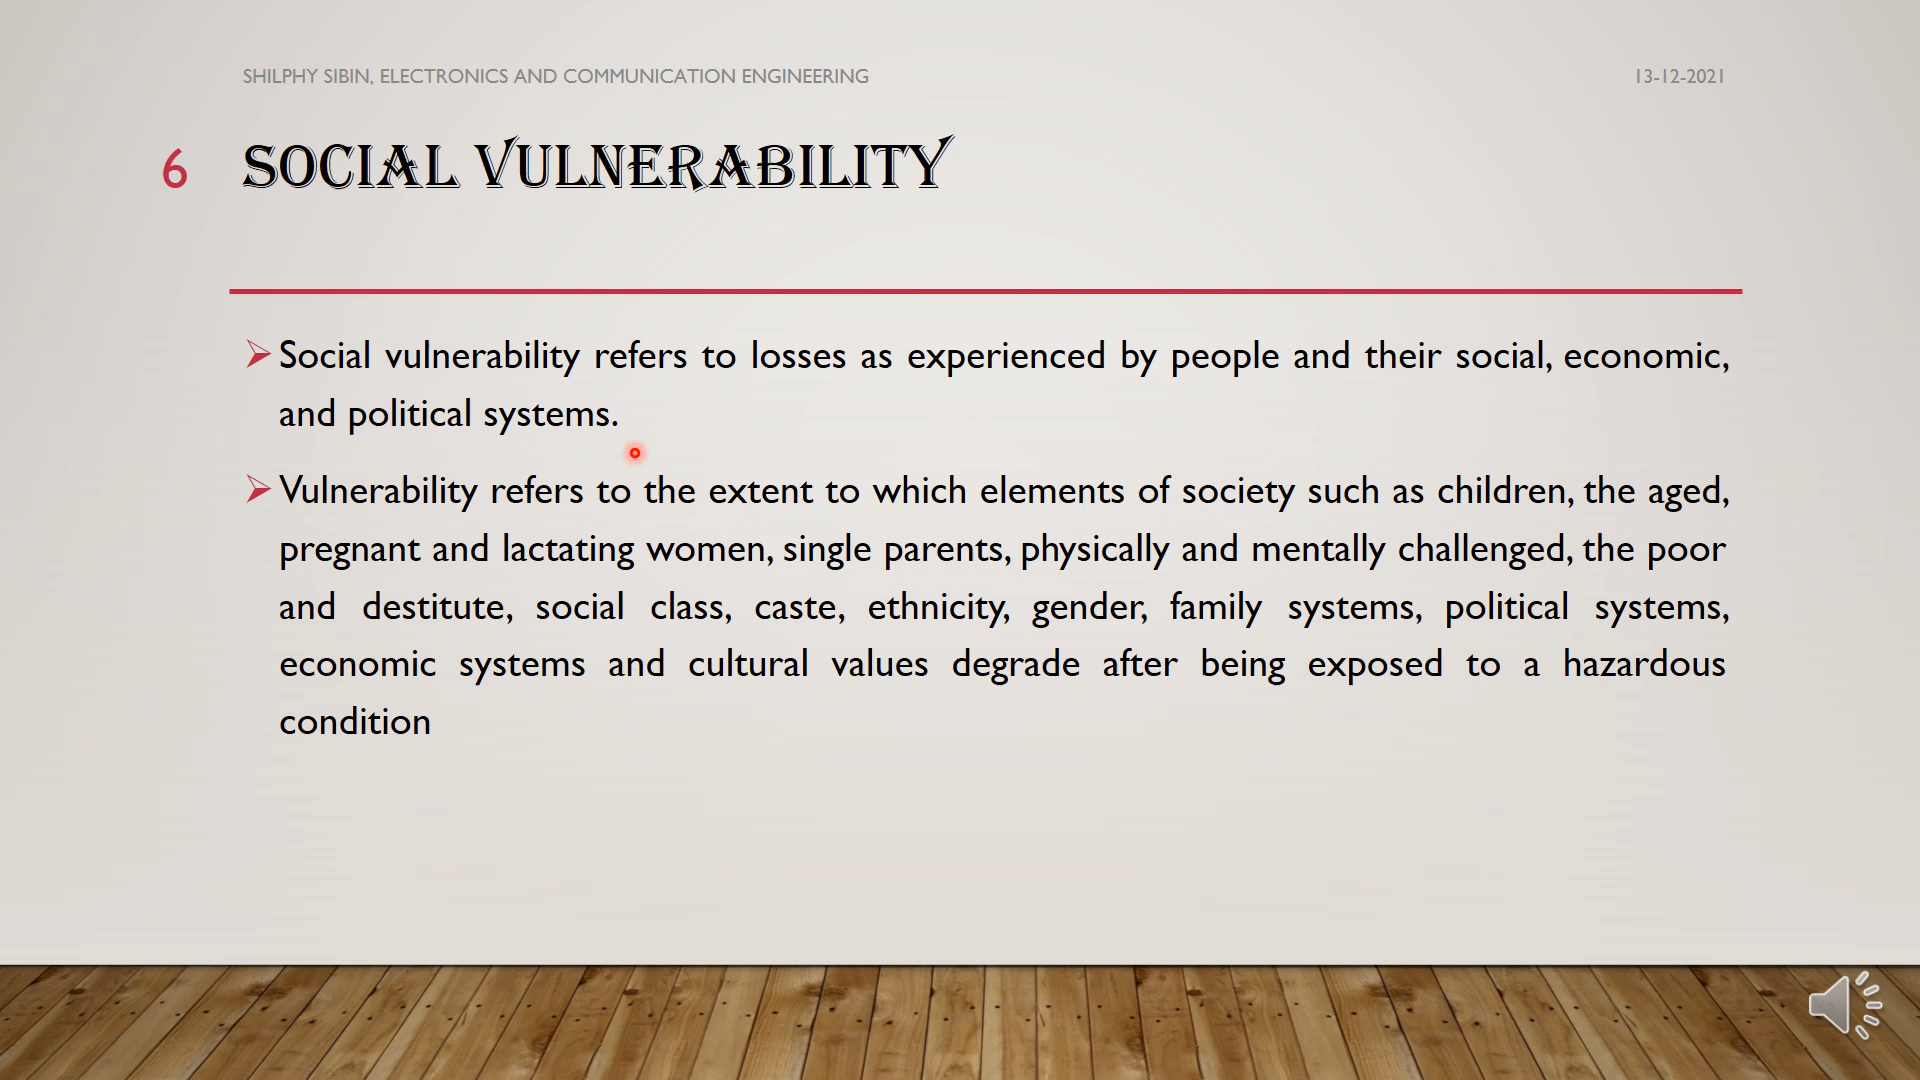 SHILPHY SIBIN, ELECTRONICS AND COMMUNICATION ENGINEERING
13-12-2021
6
SOCIAL VULNERABILITY
Social vulnerability refers to losses as experienced by people and their social, economic,
and political systems.
Vulnerability refers to the extent to which elements of society such as children, the aged,
pregnant and lactating women, single parents, physically and mentally challenged, the poor
and destitute, social class, caste, ethnicity, gender, family systems, political systems,
economic systems and cultural values degrade after being exposed to a hazardous
condition